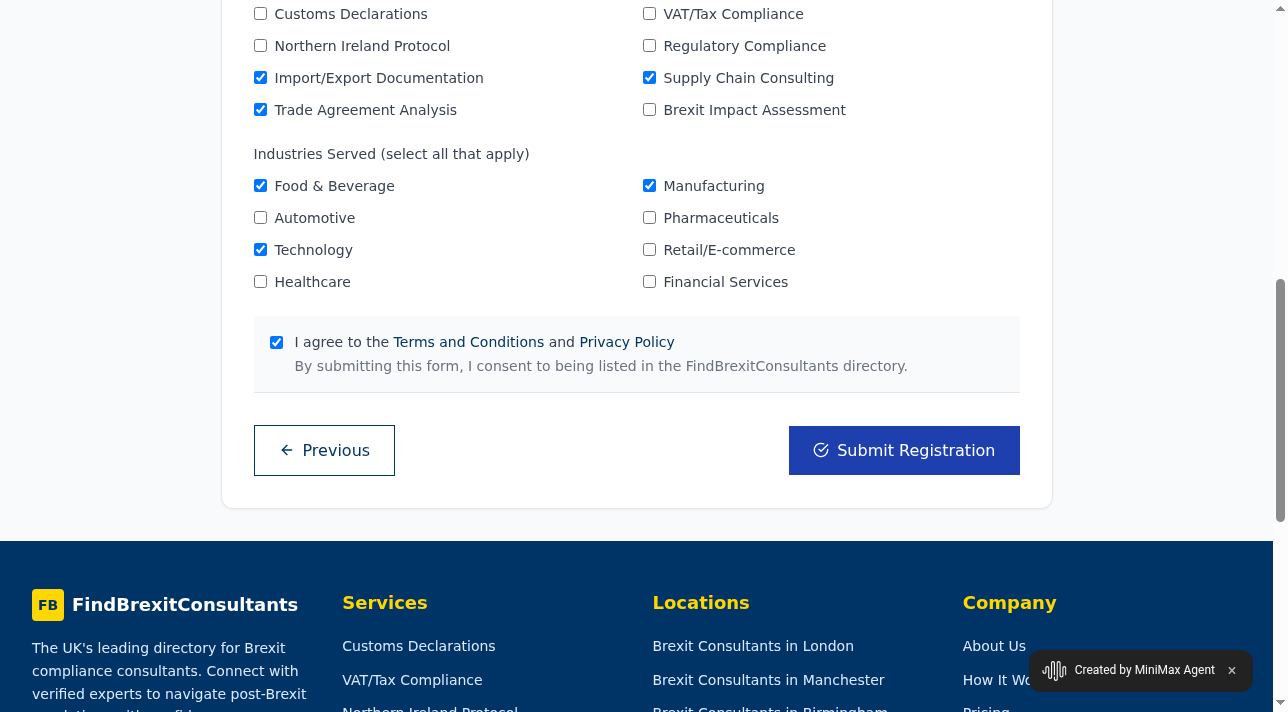 Customs Declarations
VAT/Tax Compliance
Northern Ireland Protocol
Regulatory Compliance
Import/Export Documentation
Supply Chain Consulting
Trade Agreement Analysis
Brexit Impact Assessment
Industries Served (select all that apply)
Food & Beverage
Manufacturing
Automotive
Pharmaceuticals
Technology
Retail/E-commerce
Healthcare
Financial Services
I agree to the Terms and Conditions and Privacy Policy
By submitting this form, I consent to being listed in the FindBrexitConsultants directory.
Previous
Submit Registration
FB FindBrexitConsultants
The UK's leading directory for Brexit
compliance consultants. Connect with
verified experts to navigate post-Brexit
Services
Customs Declarations
VAT/Tax Compliance
Northern Ireland Protocol
Locations
Brexit Consultants in London
Brexit Consultants in Manchester
Brexit Consultants in Birmingham
Company
About Us
How It
Pricing
Created by MiniMax Agent